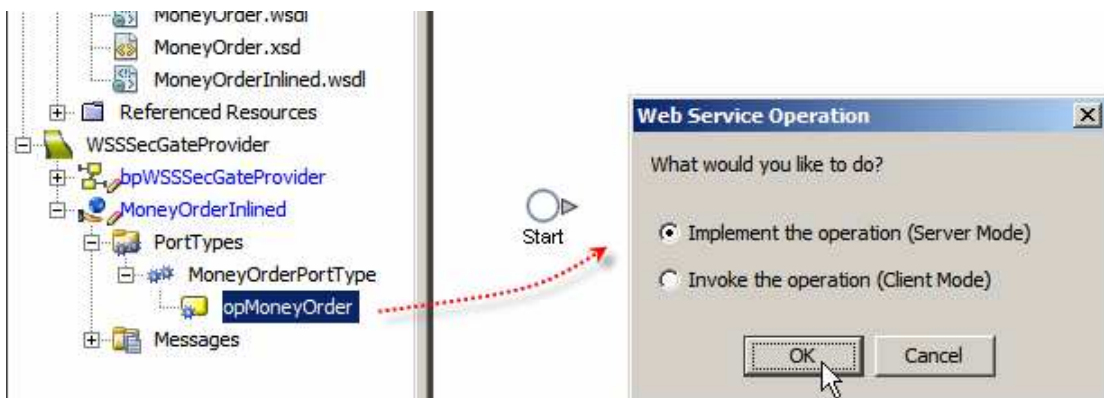 MoneyOrder.wsdl
MoneyOrder.xsd
MoneyOrderInlined.wsdl
Referenced Resources
WSSSecGateProvider
bpWSSSecGateProvider
MoneyOrderInlined
PortTypes
MoneyOrderPortType
opMoneyOrder
Messages
Start
Web Service Operation
What would you like to do?
Implement the operation (Server Mode)
Invoke the operation (Client Mode)
OK Cancel